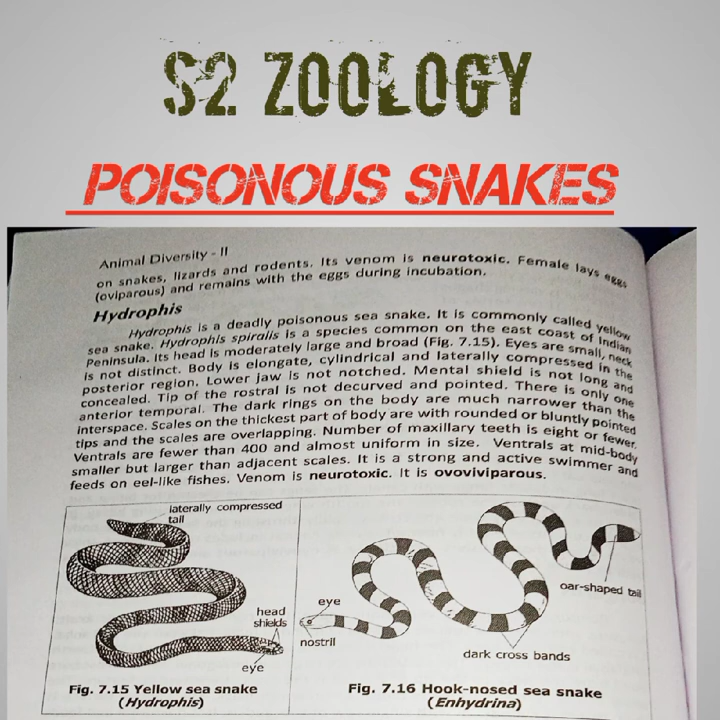 S2 ZOOLOGY
POISONOUS SNAKES
Animal Diversity - II
on snakes, lizards and rodents. Its venom is neurotoxic. Female lays eggs
(oviparous) and remains with the eggs during incubation.
Hydrophis
Hydrophis is a deadly poisonous sea snake. It is commonly called yellow
sea snake. Hydrophis spiralis is a species common on the east coast of Indian
Peninsula. Its head is moderately large and broad (Fig. 7.15). Eyes are small, neck
is not distinct. Body is elongate, cylindrical and laterally compressed in the
posterior region. Lower jaw is not notched. Mental shield is not long and
concealed. Tip of the rostral is not decurved and pointed. There is only one
anterior temporal. The dark rings on the body are much narrower than the
interspace. Scales on the thickest part of body are with rounded or bluntly pointed
tips and the scales are overlapping. Number of maxillary teeth is eight or fewer.
Ventrals are fewer than 400 and almost uniform in size. Ventrals at mid-body
smaller but larger than adjacent scales. It is a strong and active swimmer and
feeds on eel-like fishes. Venom is neurotoxic. It is ovoviviparous.
laterally compressed
tail
head
shields
eye
Fig. 7.15 Yellow sea snake
(Hydrophis)
eye
nostril
oar-shaped tail
dark cross bands
Fig. 7.16 Hook-nosed sea snake
(Enhydrina)